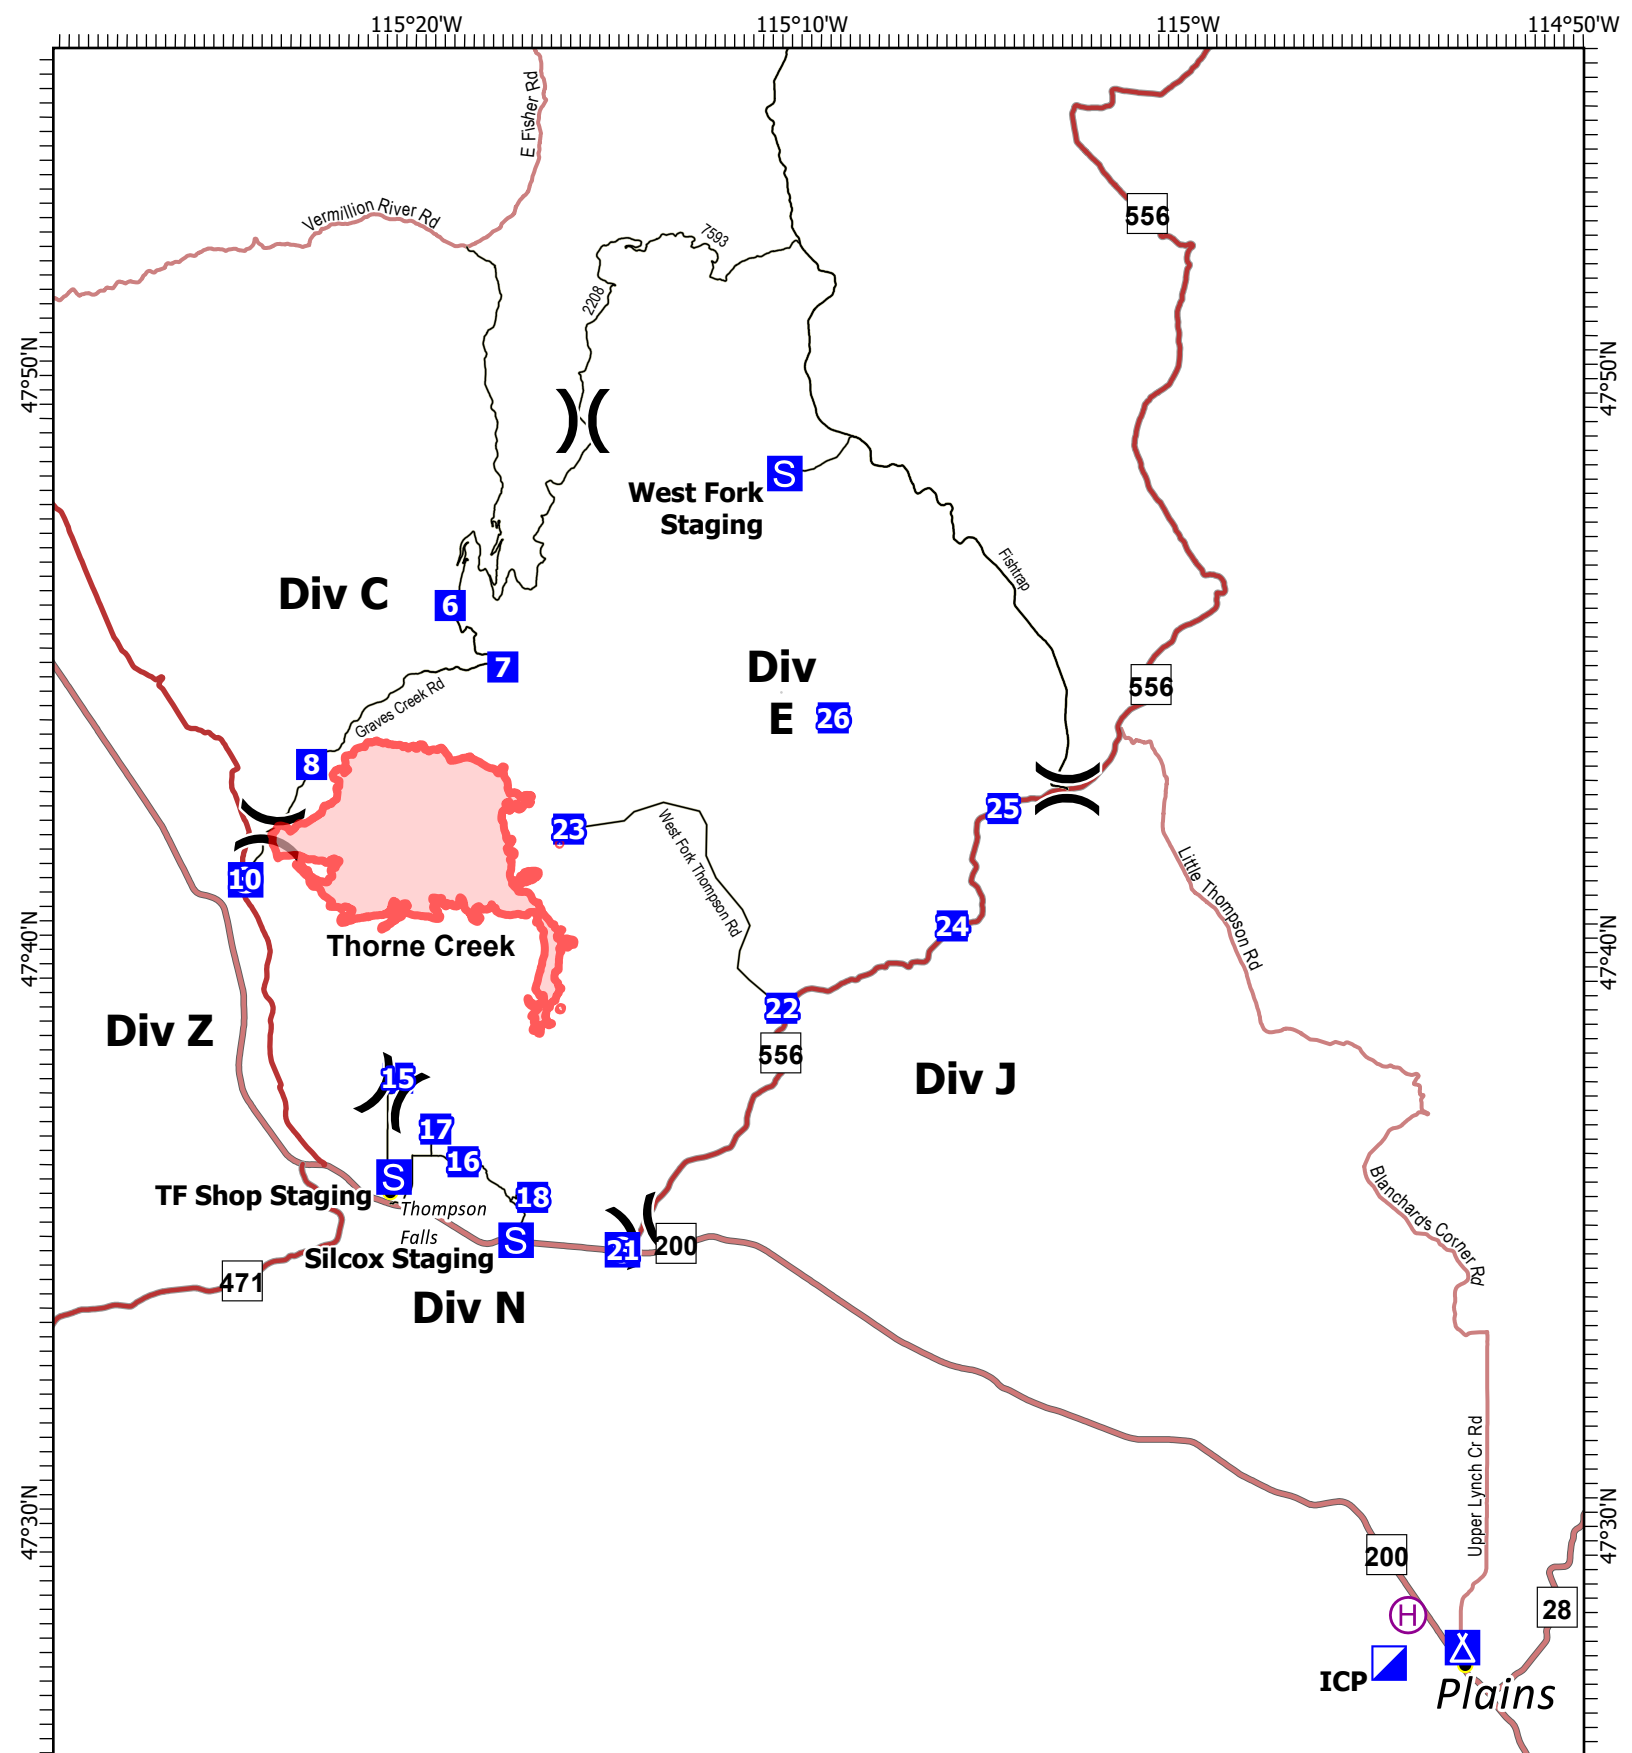 115°20'W
115°10'W
115°W
114°50'W
E Fisher Rd
Vermillion River Rd
7593
556
2208
47°50'N
47°50'N
S
West Fork
Staging
Fishtrap
Div C
6
7
Div
E
26
556
Graves Creek Rd
8
25
23
West Fork Thompson Rd
Little Thompson Rd
10
24
Thorne Creek
47°40'N
47°40'N
22
Div Z
556
15
Div J
17
16
S
TF Shop Staging
18
Thompson
Falls
Blanchards Corner Rd
S
Silcox Staging
21
200
471
Div N
Upper Lynch Cr Rd
47°30'N
47°30'N
200
28
H
ICP
Plains